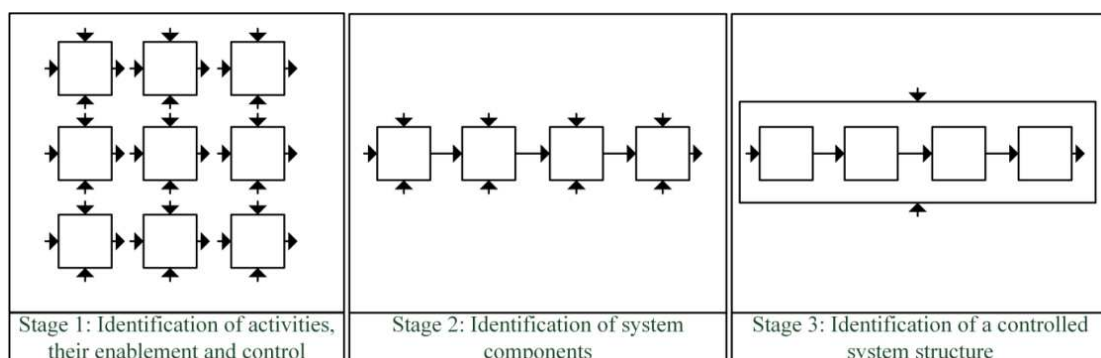 Stage 1: Identification of activities,
their enablement and control
Stage 2: Identification of system
components
Stage 3: Identification of a controlled
system structure